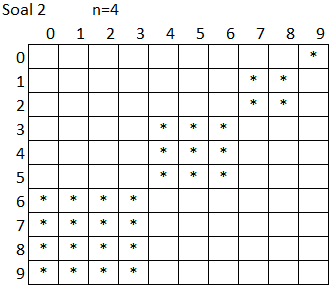 Soal 2 n=4
0 1 2 3 4 5 6 7 8 9
0 *
1 * *
2 * *
3 * * *
4 * * *
5 * * *
6 * * * *
7 * * * *
8 * * * *
9 * * * *